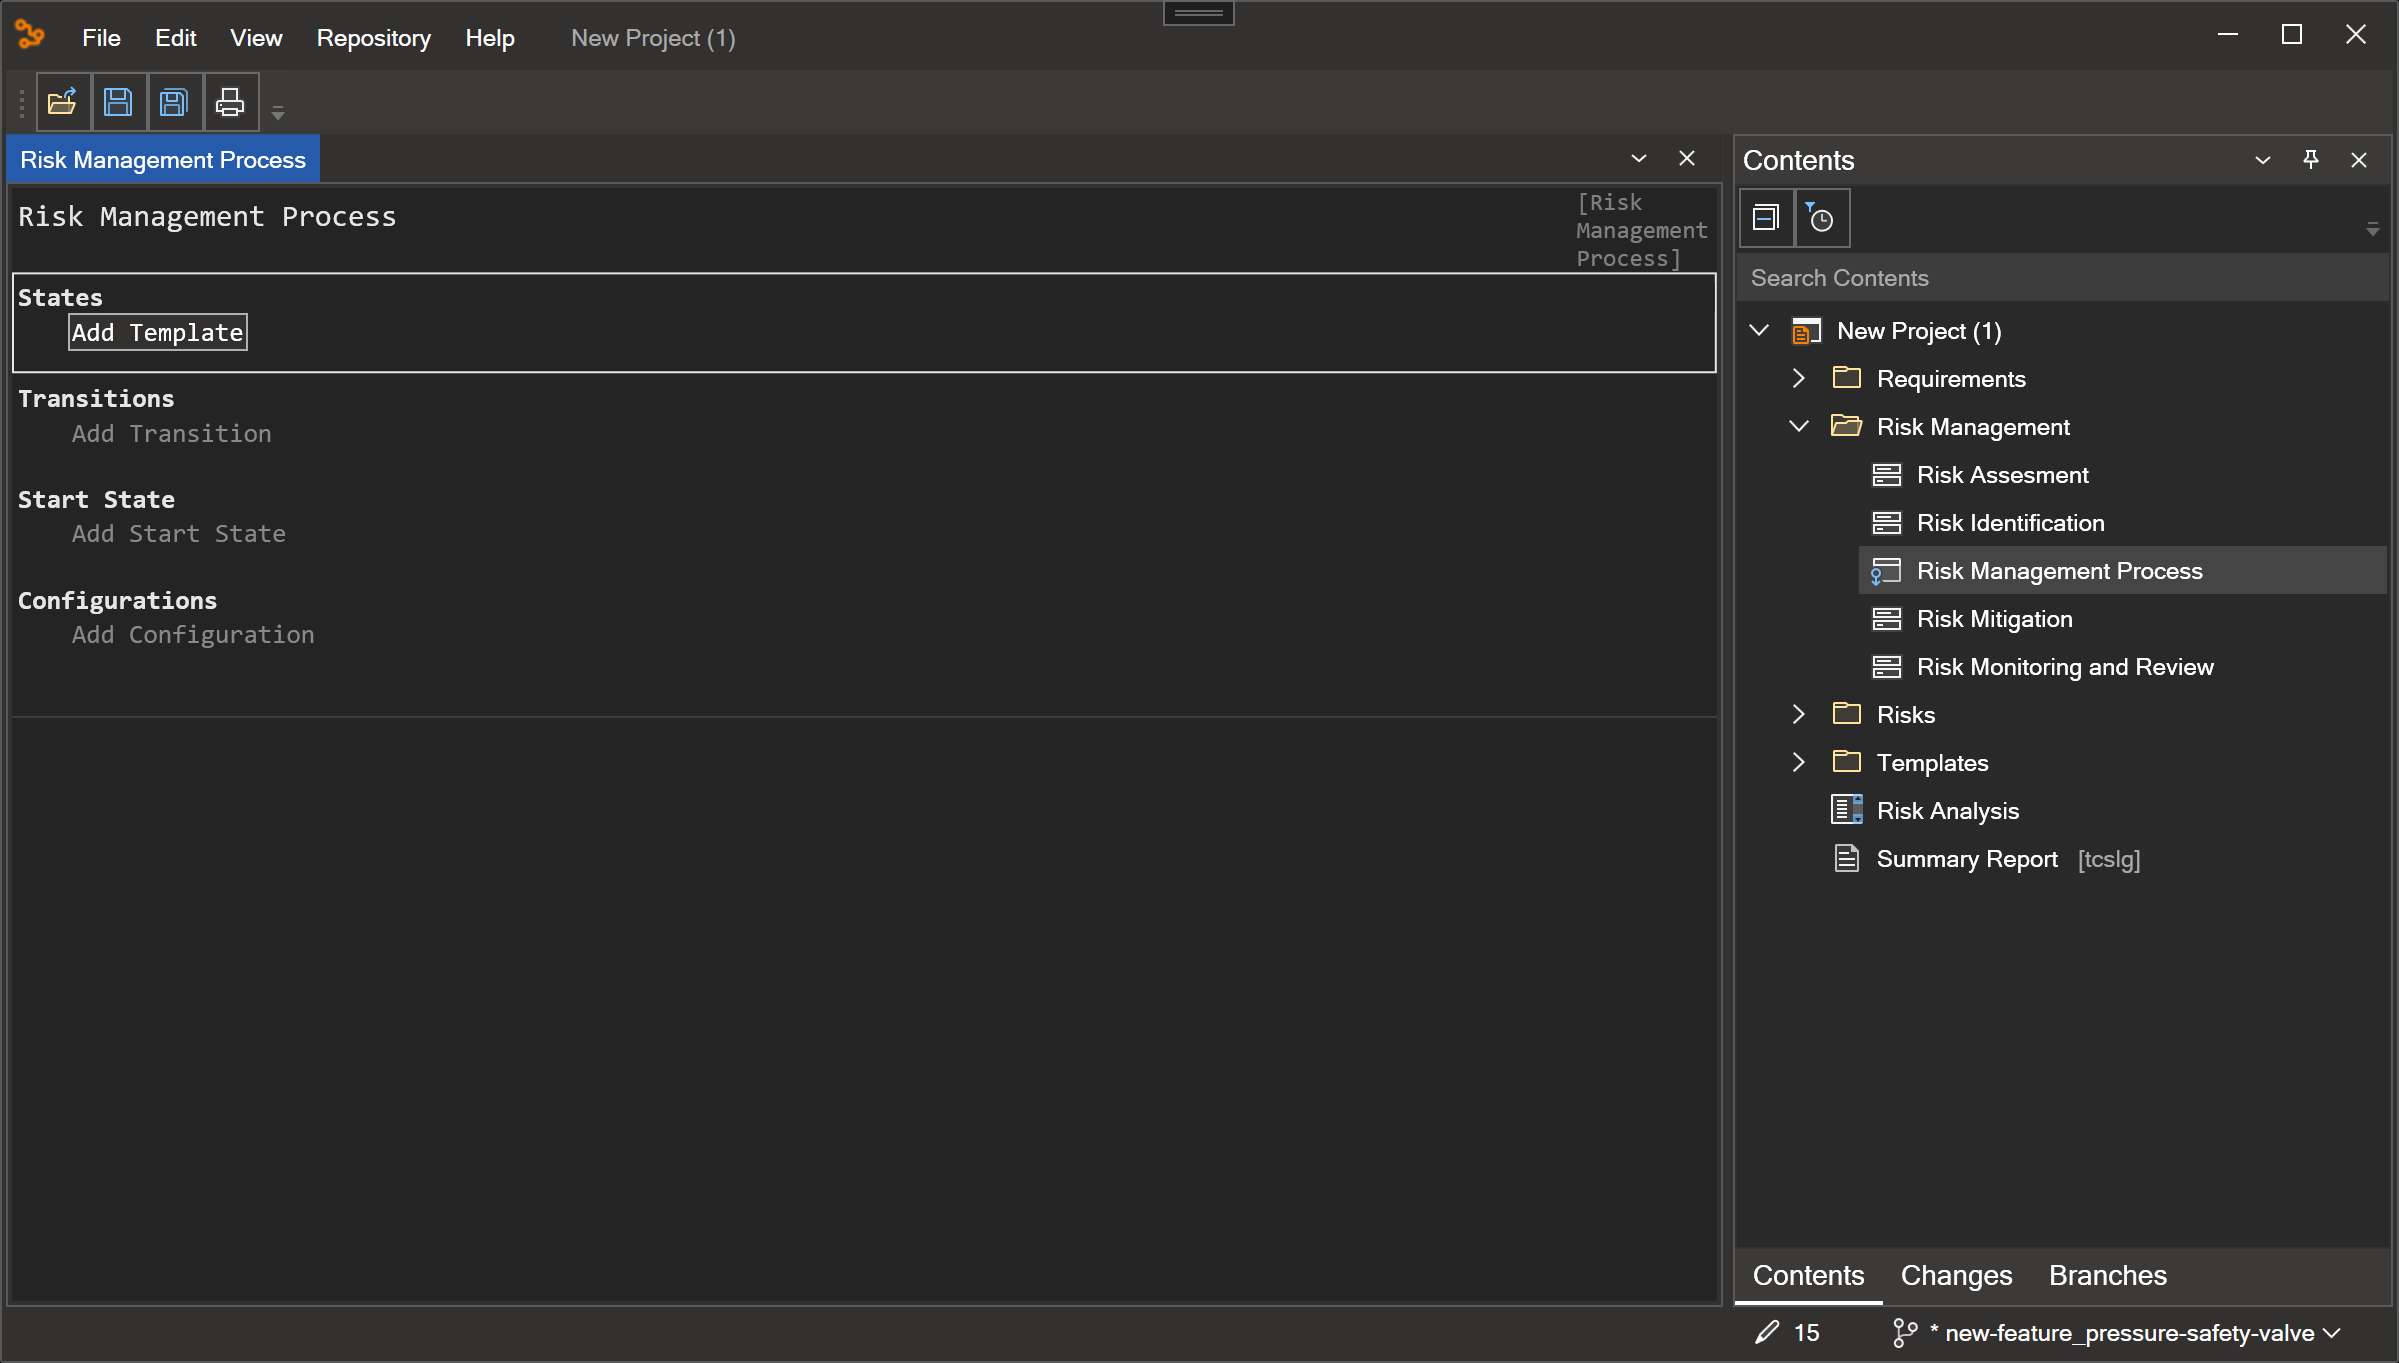 File Edit View Repository Help New Project (1)
Risk Management Process
Risk Management Process
[Risk
Management
Process]
States
Add Template
Transitions
Add Transition
Start State
Add Start State
Configurations
Add Configuration
Contents
Search Contents
New Project (1)
Requirements
Risk Management
Risk Assesment
Risk Identification
Risk Management Process
Risk Mitigation
Risk Monitoring and Review
Risks
Templates
Risk Analysis
Summary Report [tcslg]
Contents Changes Branches
15 * new-feature_pressure-safety-valve